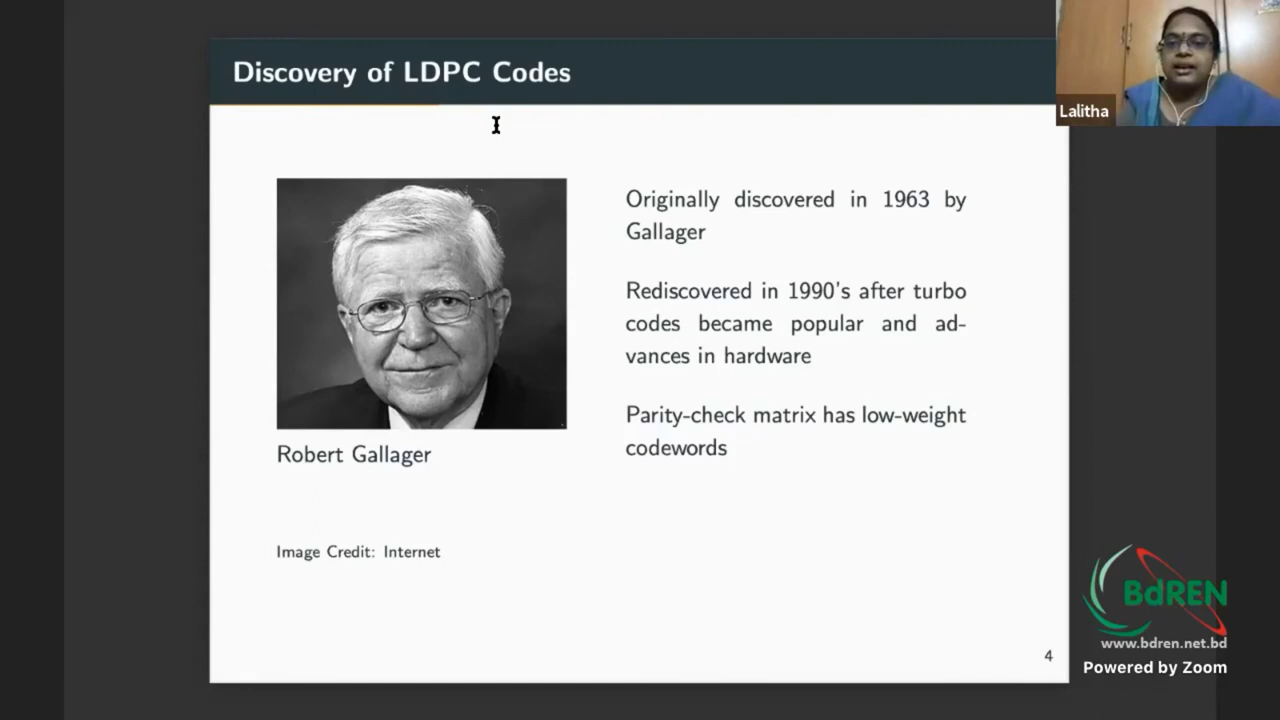 Discovery of LDPC Codes
Lalitha
Originally discovered in 1963 by
Gallager
Rediscovered in 1990's after turbo
codes became popular and ad-
vances in hardware
Parity-check matrix has low-weight
codewords
Robert Gallager
Image Credit: Internet
4
BdREN
www.bdren.net.bd
Powered by Zoom